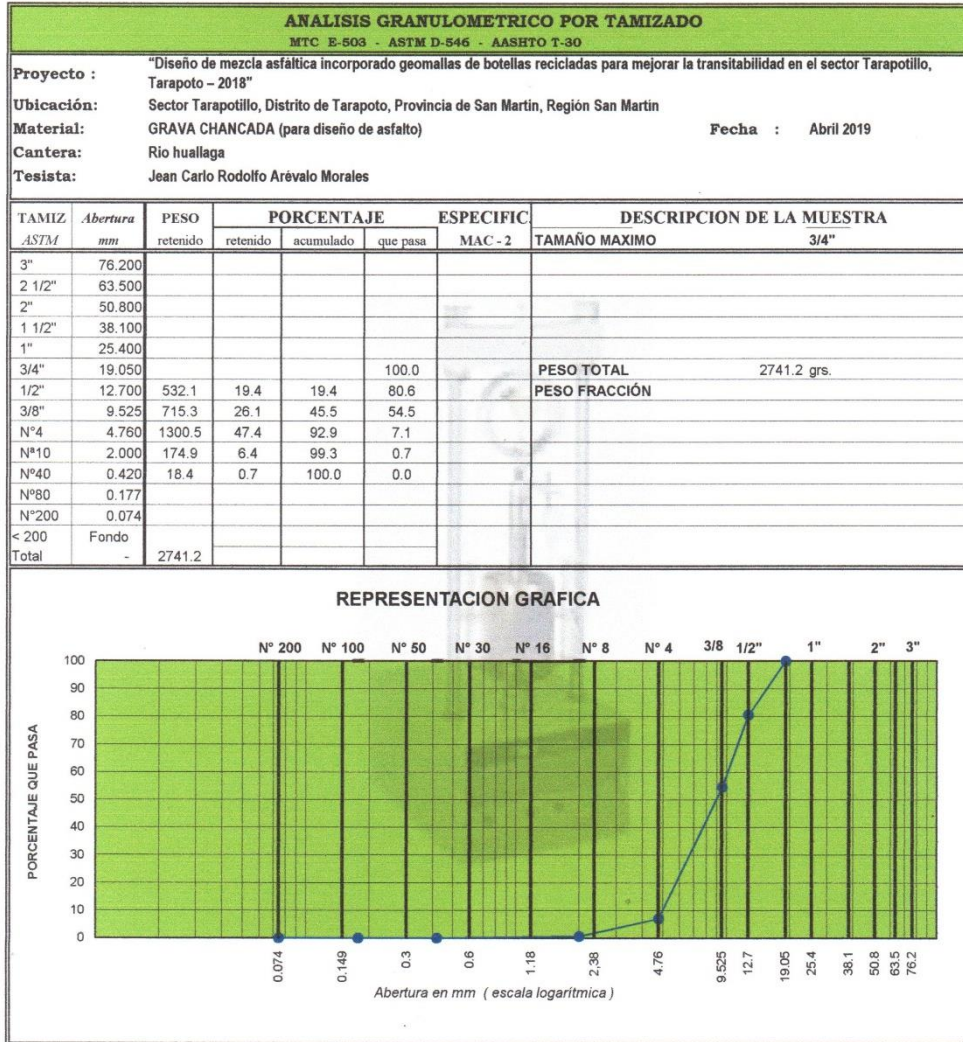 ANALISIS GRANULOMETRICO POR TAMIZADO
MTC E-503 - ASTM D-546 - AASHTO T-30
Proyecto : "Diseño de mezcla asfáltica incorporado geomallas de botellas recicladas para mejorar la transitabilidad en el sector Tarapotillo,
Tarapoto – 2018"
Ubicación: Sector Tarapotillo, Distrito de Tarapoto, Provincia de San Martin, Región San Martin
Material: GRAVA CHANCADA (para diseño de asfalto) Fecha : Abril 2019
Cantera: Rio huallaga
Tesista: Jean Carlo Rodolfo Arévalo Morales
TAMIZ Abertura PESO PORCENTAJE ESPECIFIC. DESCRIPCION DE LA MUESTRA
ASTM mm retenido retenido acumulado que pasa MAC - 2 TAMAÑO MAXIMO 3/4"
3" 76.200
2 1/2" 63.500
2" 50.800
1 1/2" 38.100
1" 25.400
3/4" 19.050 100.0 PESO TOTAL 2741.2 grs.
1/2" 12.700 532.1 19.4 19.4 80.6 PESO FRACCIÓN
3/8" 9.525 715.3 26.1 45.5 54.5
N°4 4.760 1300.5 47.4 92.9 7.1
Nª10 2.000 174.9 6.4 99.3 0.7
Nº40 0.420 18.4 0.7 100.0 0.0
Nº80 0.177
N°200 0.074
< 200 Fondo
Total - 2741.2
REPRESENTACION GRAFICA
N° 200 N° 100 N° 50 N° 30 N° 16 N° 8 N° 4 3/8 1/2" 1" 2" 3"
100
90
80
70
60
50
40
30
20
10
0
PORCENTAJE QUE PASA
0.074 0.149 0.3 0.6 1.18 2,38 4.76 9.525 12.7 19.05 25.4 38.1 50.8 63.5 76.2
Abertura en mm ( escala logarítmica )